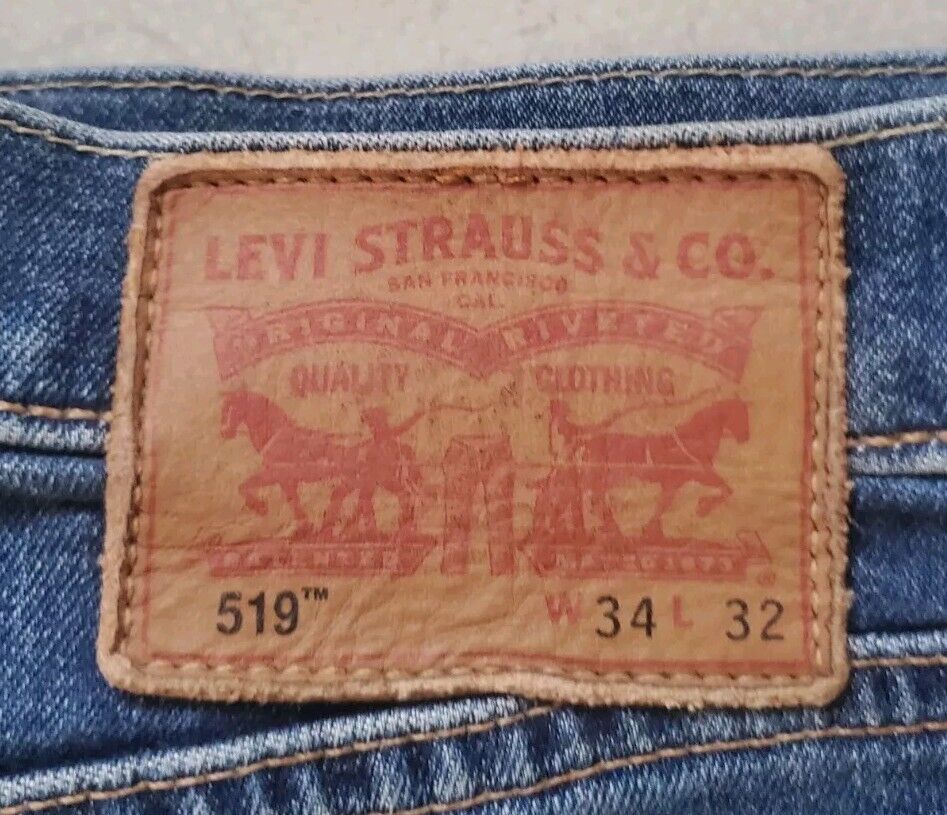 LEVI STRAUSS & CO.
SAN FRANCISCO
CAL.
ORIGINAL RIVETED
QUALITY CLOTHING
®
519™ W 34 L 32